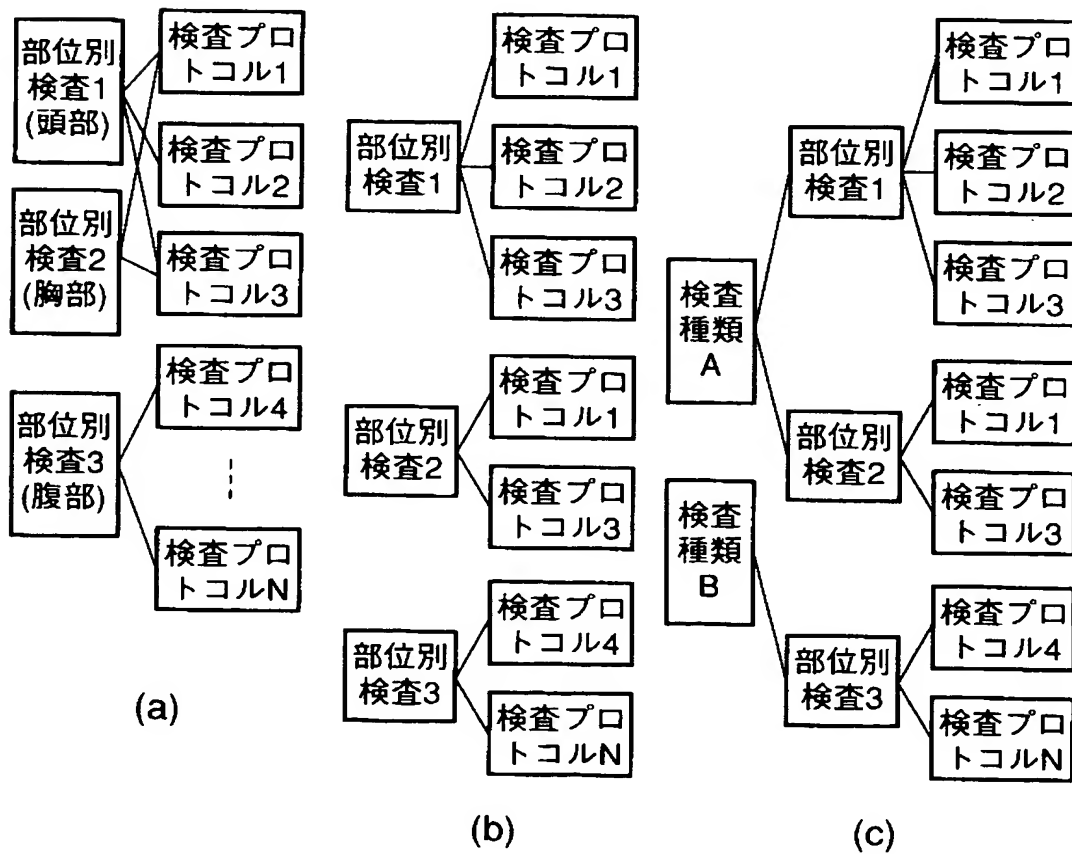 部位別
検査1
(頭部)
検査プロ
トコル1
検査プロ
トコル2
部位別
検査2
(胸部)
検査プロ
トコル3
部位別
検査3
(腹部)
検査プロ
トコル4
検査プロ
トコルN
(a)
部位別
検査1
検査プロ
トコル1
検査プロ
トコル2
検査プロ
トコル3
部位別
検査2
検査プロ
トコル1
検査プロ
トコル3
部位別
検査3
検査プロ
トコル4
検査プロ
トコルN
(b)
検査
種類
A
部位別
検査1
検査プロ
トコル1
検査プロ
トコル2
検査プロ
トコル3
部位別
検査2
検査プロ
トコル1
検査プロ
トコル3
検査
種類
B
部位別
検査3
検査プロ
トコル4
検査プロ
トコルN
(c)